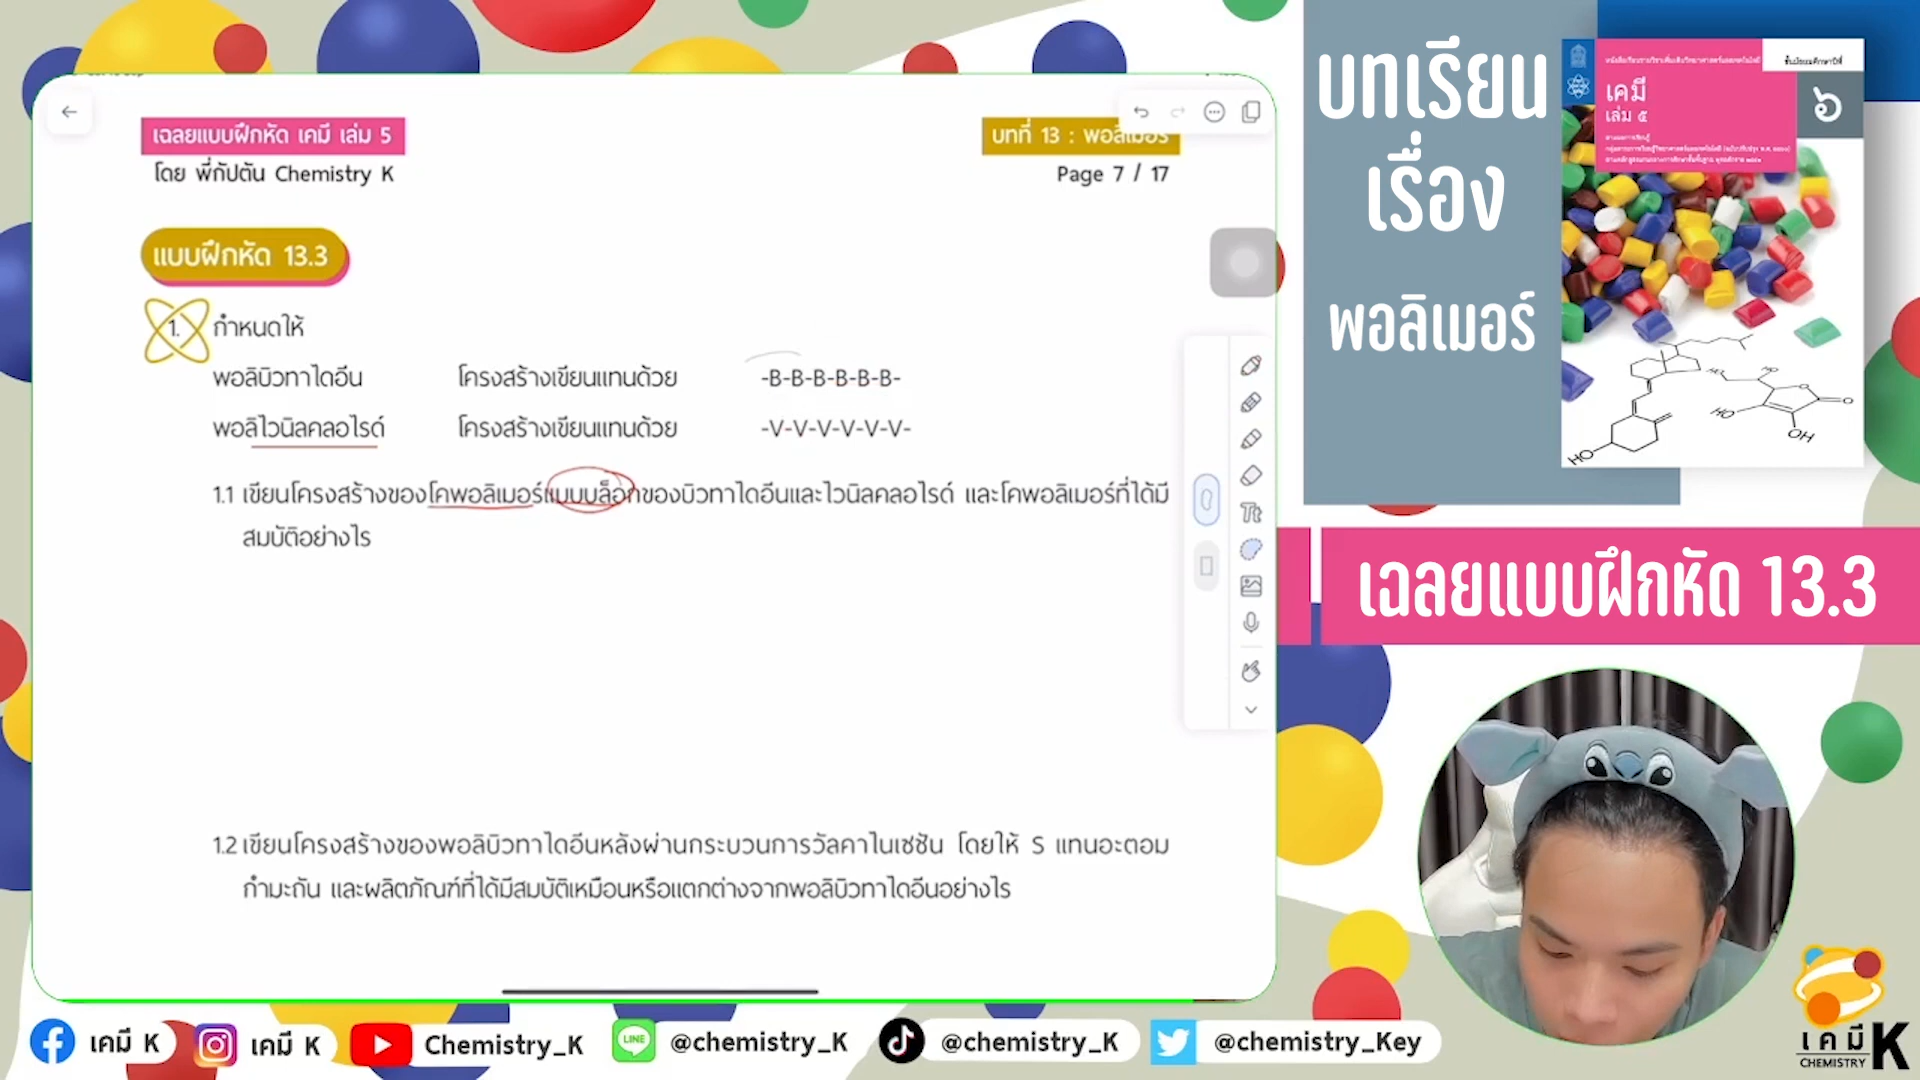 เฉลยแบบฝึกหัด เคมี เล่ม 5
โดย พี่กัปตัน Chemistry K
บทที่ 13 : พอลิเมอร์
Page 7 / 17
แบบฝึกหัด 13.3
1. กำหนดให้
พอลิบิวทาไดอีน โครงสร้างเขียนแทนด้วย -B-B-B-B-B-B-
พอลิไวนิลคลอไรด์ โครงสร้างเขียนแทนด้วย -V-V-V-V-V-V-
1.1 เขียนโครงสร้างของโคพอลิเมอร์แบบบล็อกของบิวทาไดอีนและไวนิลคลอไรด์ และโคพอลิเมอร์ที่ได้มี
สมบัติอย่างไร
1.2 เขียนโครงสร้างของพอลิบิวทาไดอีนหลังผ่านกระบวนการวัลคาไนเซชัน โดยให้ S แทนอะตอม
กำมะถัน และผลิตภัณฑ์ที่ได้มีสมบัติเหมือนหรือแตกต่างจากพอลิบิวทาไดอีนอย่างไร
Tt
บทเรียน
เรื่อง
พอลิเมอร์
ชั้นมัธยมศึกษาปีที่
๖
เคมี
เล่ม ๕
HO
O
HO
OH
HO
เฉลยแบบฝึกหัด 13.3
เคมี K
เคมี K
Chemistry_K
LINE
@chemistry_K
@chemistry_K
@chemistry_Key
เคมี K
CHEMISTRY